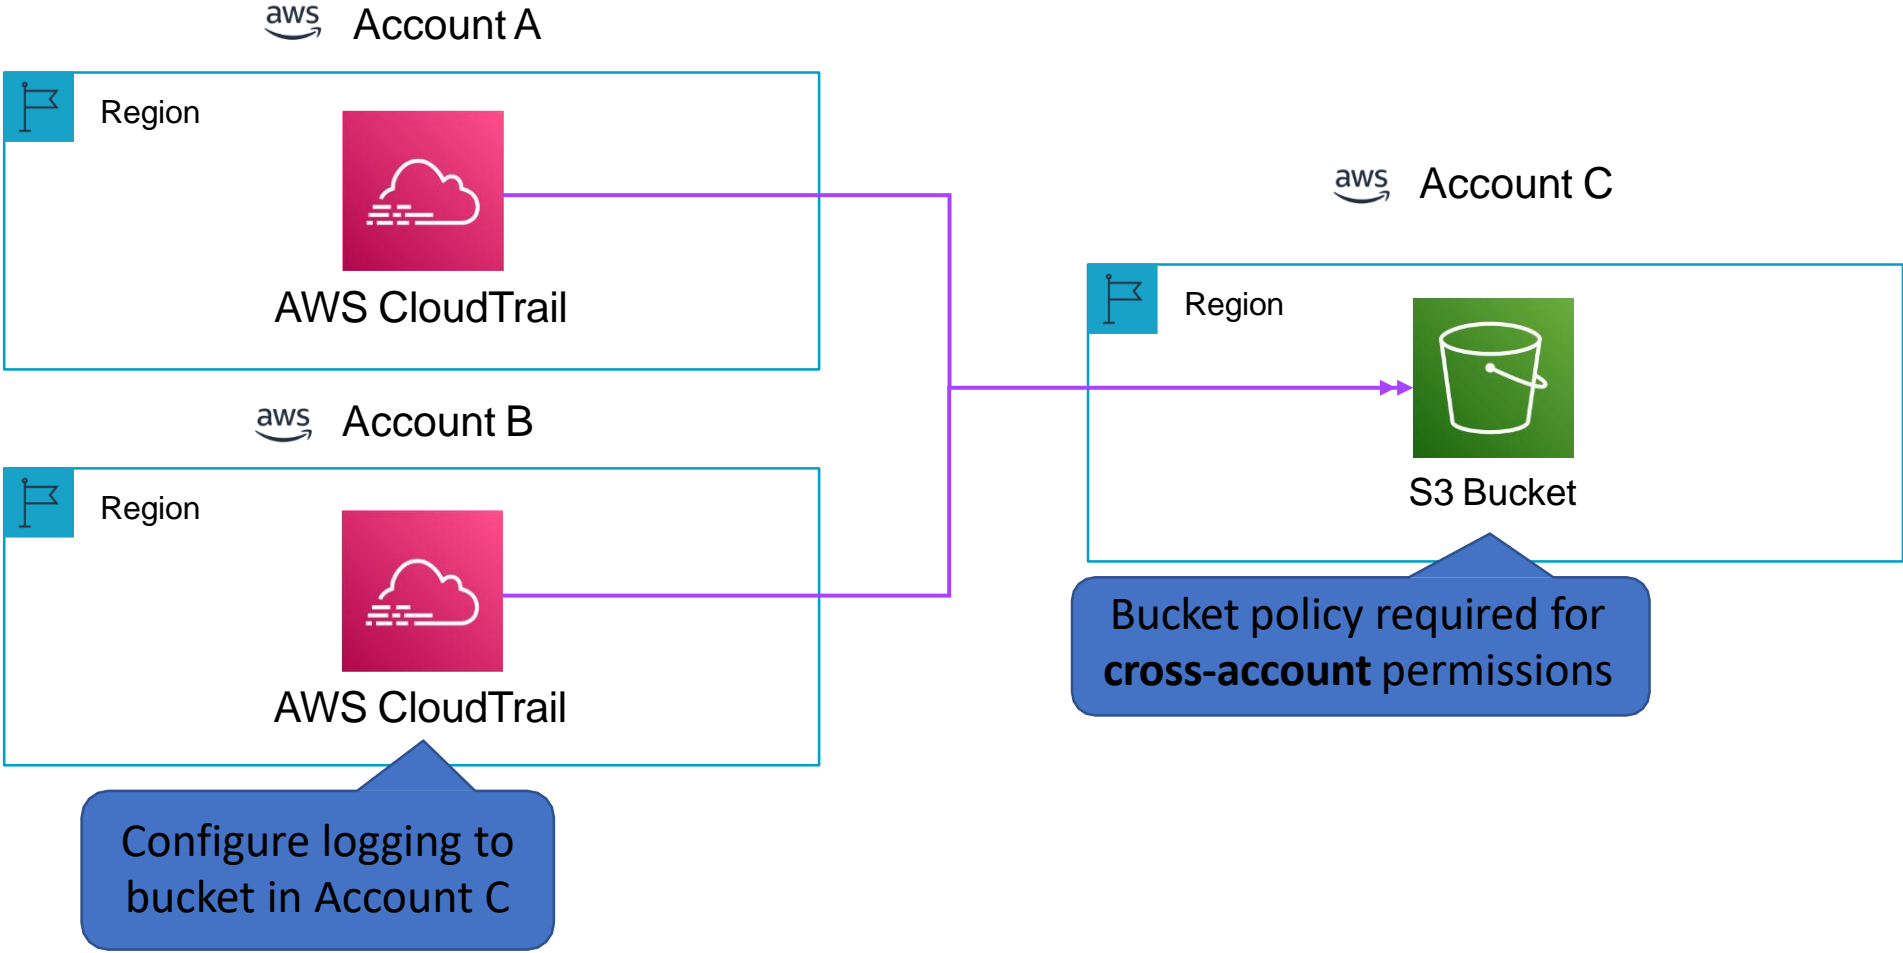 aws Account A
Region
AWS CloudTrail
aws Account B
Region
AWS CloudTrail
Configure logging to
bucket in Account C
aws Account C
Region
S3 Bucket
Bucket policy required for
cross-account permissions